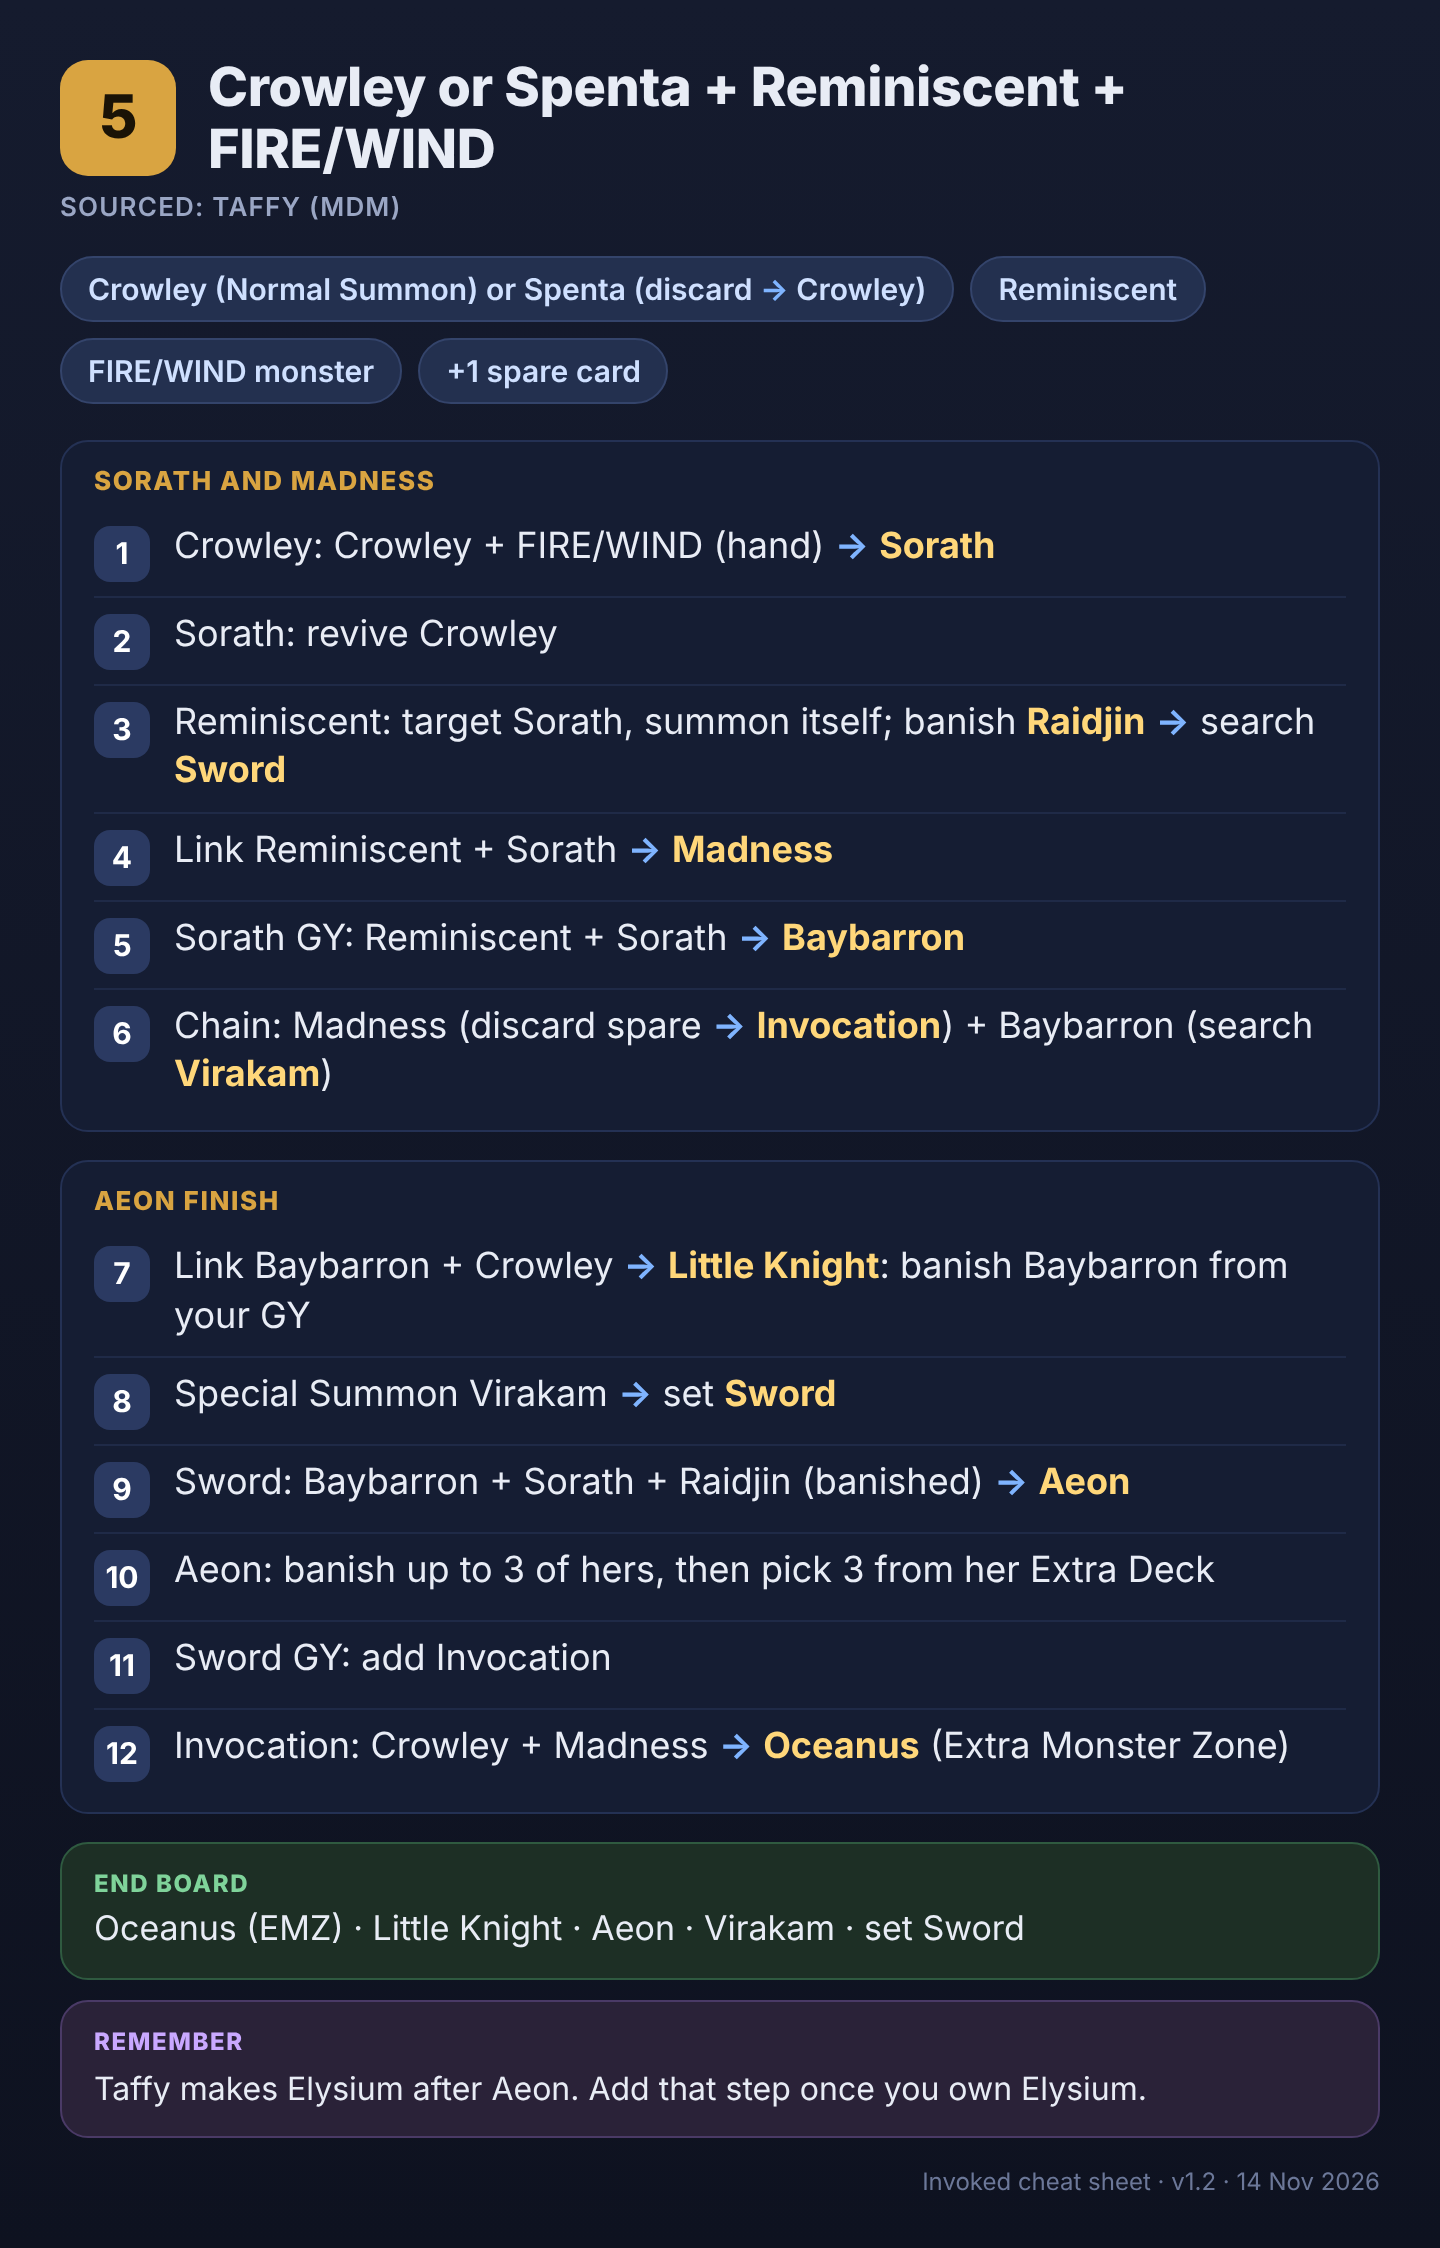 5
Crowley or Spenta + Reminiscent +
FIRE/WIND
SOURCED: TAFFY (MDM)
Crowley (Normal Summon) or Spenta (discard → Crowley)
Reminiscent
FIRE/WIND monster
+1 spare card
SORATH AND MADNESS
1 Crowley: Crowley + FIRE/WIND (hand) → Sorath
2 Sorath: revive Crowley
3 Reminiscent: target Sorath, summon itself; banish Raidjin → search
Sword
4 Link Reminiscent + Sorath → Madness
5 Sorath GY: Reminiscent + Sorath → Baybarron
6 Chain: Madness (discard spare → Invocation) + Baybarron (search
Virakam)
AEON FINISH
7 Link Baybarron + Crowley → Little Knight: banish Baybarron from
your GY
8 Special Summon Virakam → set Sword
9 Sword: Baybarron + Sorath + Raidjin (banished) → Aeon
10 Aeon: banish up to 3 of hers, then pick 3 from her Extra Deck
11 Sword GY: add Invocation
12 Invocation: Crowley + Madness → Oceanus (Extra Monster Zone)
END BOARD
Oceanus (EMZ) · Little Knight · Aeon · Virakam · set Sword
REMEMBER
Taffy makes Elysium after Aeon. Add that step once you own Elysium.
Invoked cheat sheet · v1.2 · 14 Nov 2026